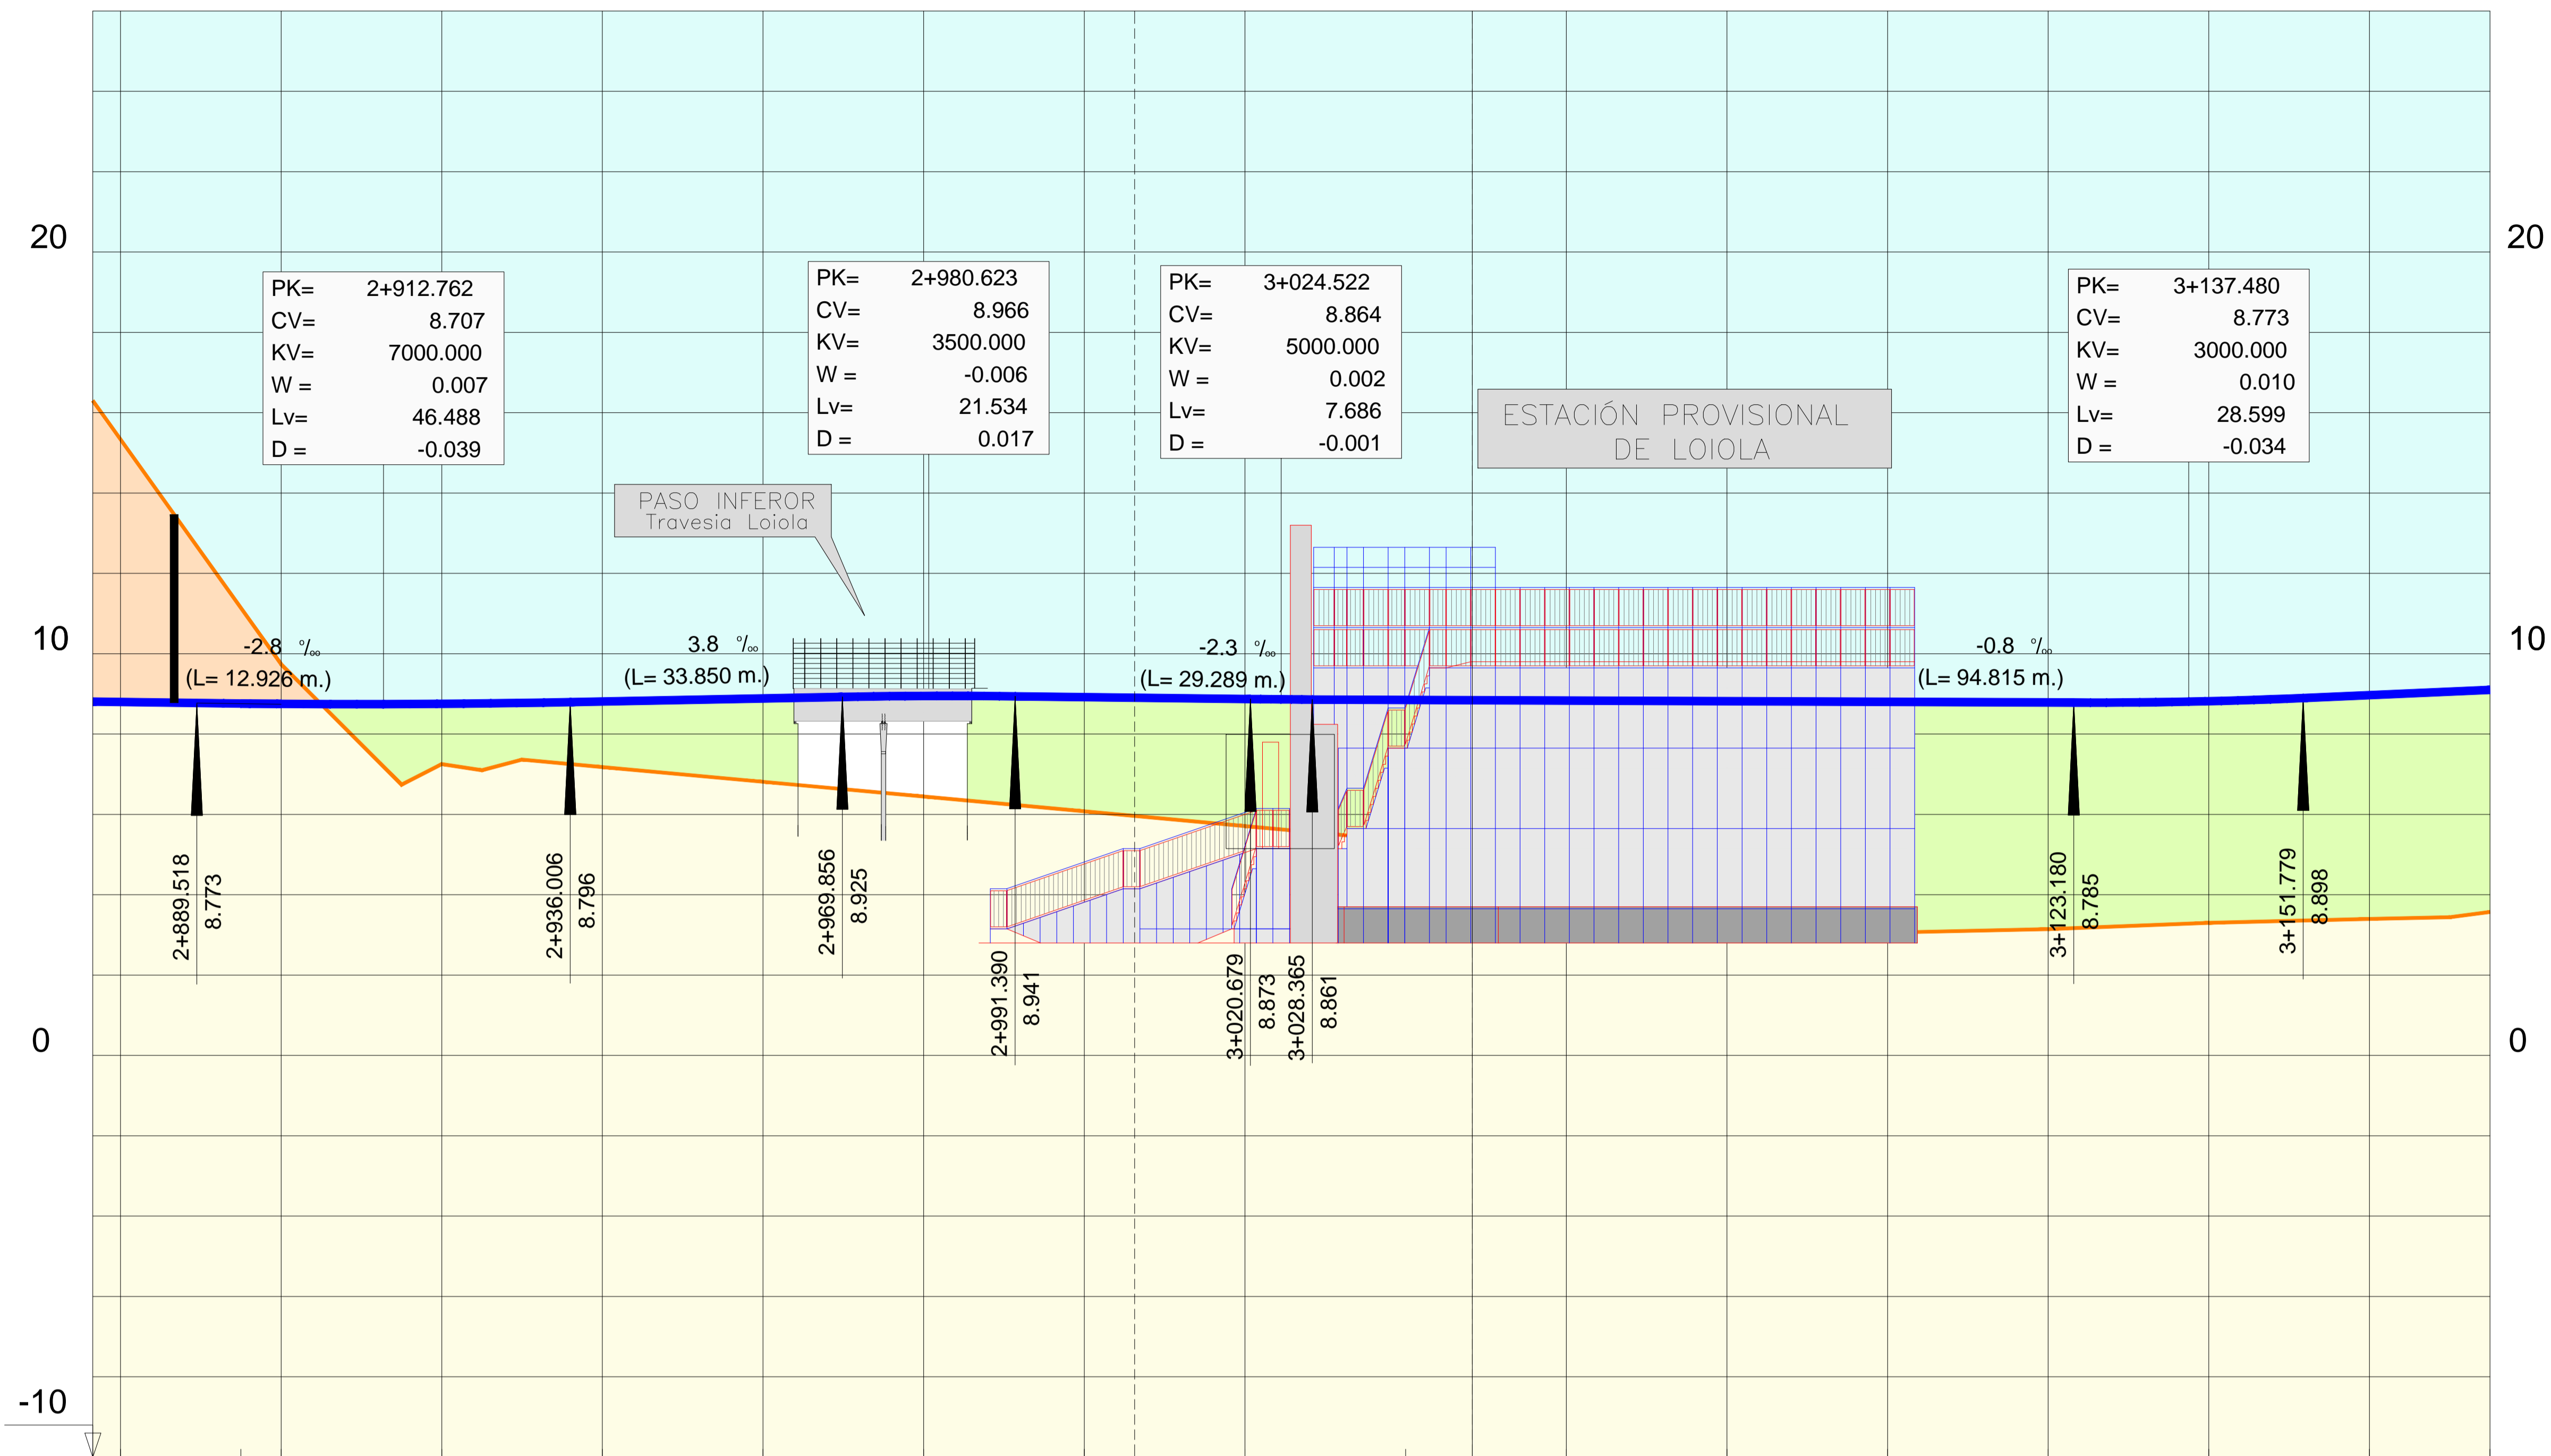 20
20
PK= 2+912.762
CV= 8.707
KV= 7000.000
W = 0.007
Lv= 46.488
D = -0.039
PK= 2+980.623
CV= 8.966
KV= 3500.000
W = -0.006
Lv= 21.534
D = 0.017
PK= 3+024.522
CV= 8.864
KV= 5000.000
W = 0.002
Lv= 7.686
D = -0.001
PK= 3+137.480
CV= 8.773
KV= 3000.000
W = 0.010
Lv= 28.599
D = -0.034
ESTACIÓN PROVISIONAL
DE LOIOLA
PASO INFEROR
Travesia Loiola
10
10
-2.8 º/oo
(L= 12.926 m.)
3.8 º/oo
(L= 33.850 m.)
-2.3 º/oo
(L= 29.289 m.)
-0.8 º/oo
(L= 94.815 m.)
2+889.518
8.773
2+936.006
8.796
2+969.856
8.925
2+991.390
8.941
3+020.679
8.873
3+028.365
8.861
3+123.180
8.785
3+151.779
8.898
0
0
-10